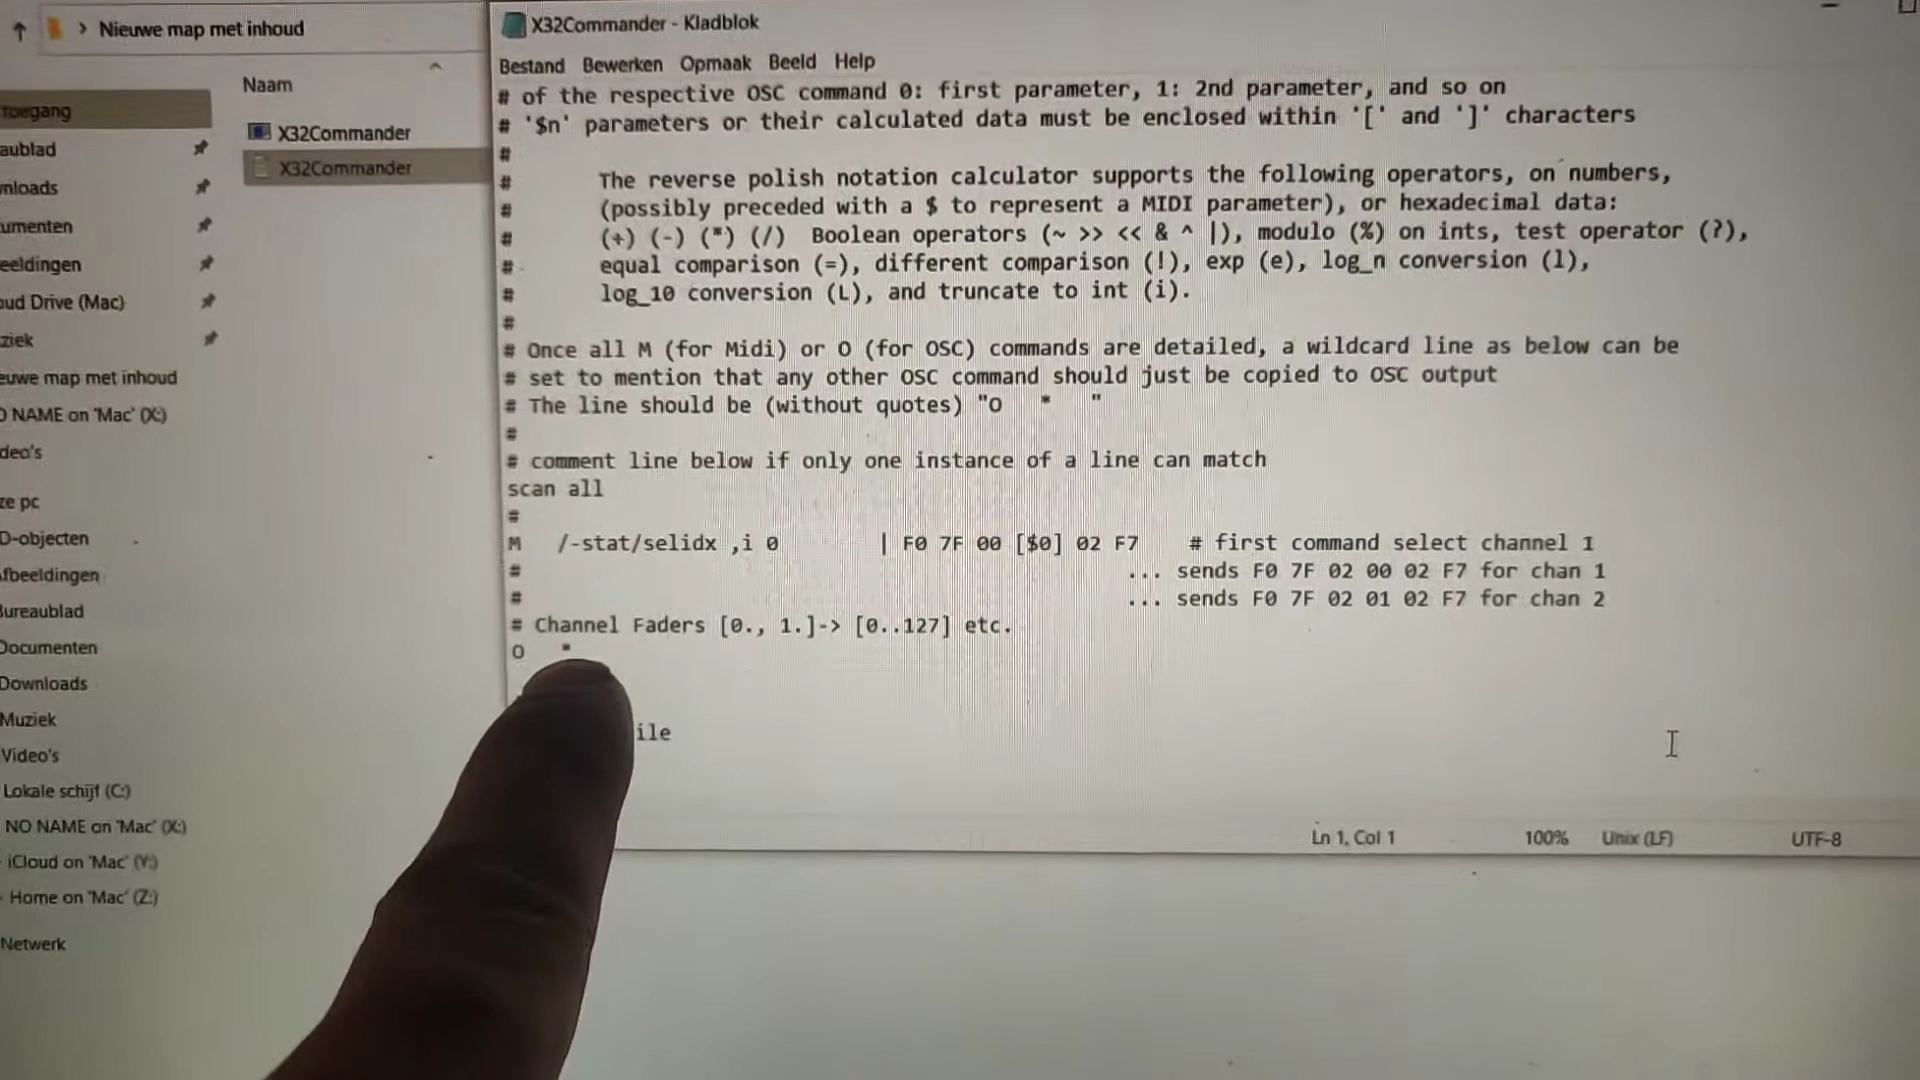 Nieuwe map met inhoud
Naam
X32Commander
X32Commander
toegang
aublad
nloads
umenten
eeldingen
oud Drive (Mac)
ziek
euwe map met inhoud
O NAME on 'Mac' (X:)
deo's
ze pc
D-objecten
Afbeeldingen
Bureaublad
Documenten
Downloads
Muziek
Video's
Lokale schijf (C:)
NO NAME on 'Mac' (X:)
iCloud on 'Mac' (Y:)
Home on 'Mac' (Z:)
Netwerk
X32Commander - Kladblok
Bestand Bewerken Opmaak Beeld Help
# of the respective OSC command 0: first parameter, 1: 2nd parameter, and so on
# '$n' parameters or their calculated data must be enclosed within '[' and ']' characters
#
# The reverse polish notation calculator supports the following operators, on numbers,
# (possibly preceded with a $ to represent a MIDI parameter), or hexadecimal data:
# (+) (-) (*) (/) Boolean operators (~ >> << & ^ |), modulo (%) on ints, test operator (?),
# equal comparison (=), different comparison (!), exp (e), log_n conversion (l),
# log_10 conversion (L), and truncate to int (i).
#
# Once all M (for Midi) or O (for OSC) commands are detailed, a wildcard line as below can be
# set to mention that any other OSC command should just be copied to OSC output
# The line should be (without quotes) "O * "
#
# comment line below if only one instance of a line can match
scan all
#
M /-stat/selidx ,i 0 | F0 7F 00 [$0] 02 F7 # first command select channel 1
# ... sends F0 7F 02 00 02 F7 for chan 1
# ... sends F0 7F 02 01 02 F7 for chan 2
# Channel Faders [0., 1.]-> [0..127] etc.
O *
ile
Ln 1, Col 1 100% Unix (LF) UTF-8